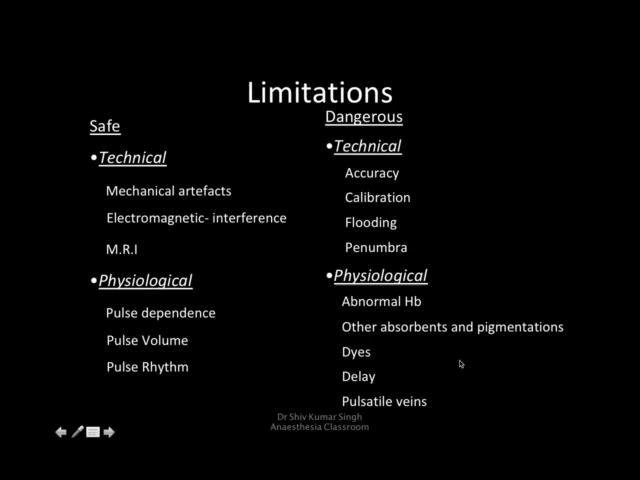 Limitations
Safe
•Technical
Mechanical artefacts
Electromagnetic- interference
M.R.I
•Physiological
Pulse dependence
Pulse Volume
Pulse Rhythm
Dangerous
•Technical
Accuracy
Calibration
Flooding
Penumbra
•Physiological
Abnormal Hb
Other absorbents and pigmentations
Dyes
Delay
Pulsatile veins
Dr Shiv Kumar Singh
Anaesthesia Classroom